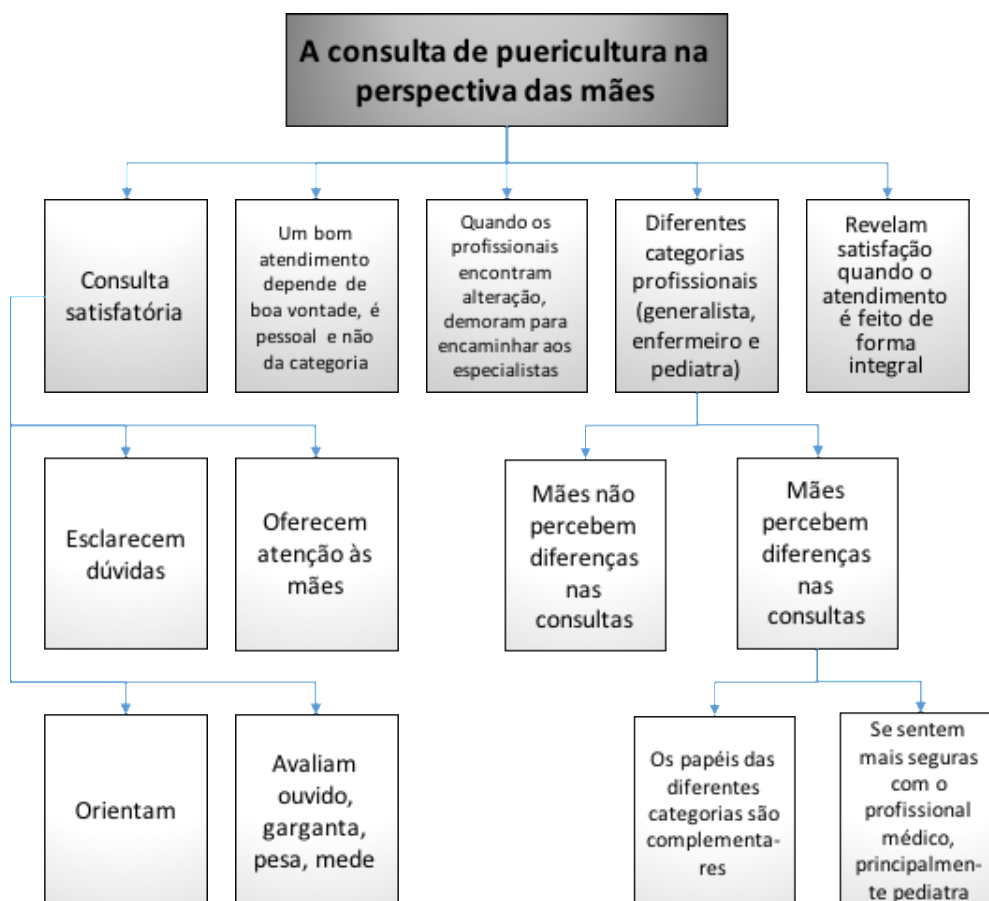 A consulta de puericultura na
perspectiva das mães
Consulta
satisfatória
Um bom
atendimento
depende de
boa vontade, é
pessoal e não
da categoria
Quando os
profissionais
encontram
alteração,
demoram para
encaminhar aos
especialistas
Diferentes
categorias
profissionais
(generalista,
enfermeiro e
pediatra)
Revelam
satisfação
quando o
atendimento
é feito de
forma
integral
Esclarecem
dúvidas
Oferecem
atenção às
mães
Mães não
percebem
diferenças
nas
consultas
Mães
percebem
diferenças
nas
consultas
Orientam
Avaliam
ouvido,
garganta,
pesa, mede
Os papéis das
diferentes
categorias são
complementa-
res
Se sentem
mais seguras
com o
profissional
médico,
principalmen-
te pediatra